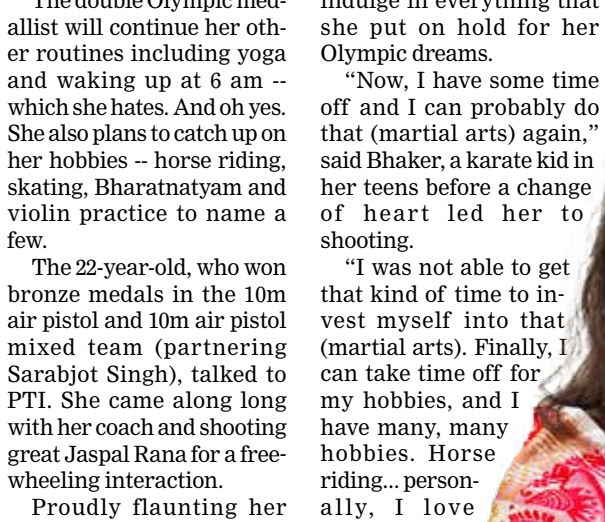 The double Olympic med-
allist will continue her oth-
er routines including yoga
and waking up at 6 am --
which she hates. And oh yes.
She also plans to catch up on
her hobbies -- horse riding,
skating, Bharatnatyam and
violin practice to name a
few.
The 22-year-old, who won
bronze medals in the 10m
air pistol and 10m air pistol
mixed team (partnering
Sarabjot Singh), talked to
PTI. She came along long
with her coach and shooting
great Jaspal Rana for a free-
wheeling interaction.
Proudly flaunting her
indulge in everything that
she put on hold for her
Olympic dreams.
“Now, I have some time
off and I can probably do
that (martial arts) again,”
said Bhaker, a karate kid in
her teens before a change
of heart led her to
shooting.
“I was not able to get
that kind of time to in-
vest myself into that
(martial arts). Finally, I
can take time off for
my hobbies, and I
have many, many
hobbies. Horse
riding... person-
ally, I love